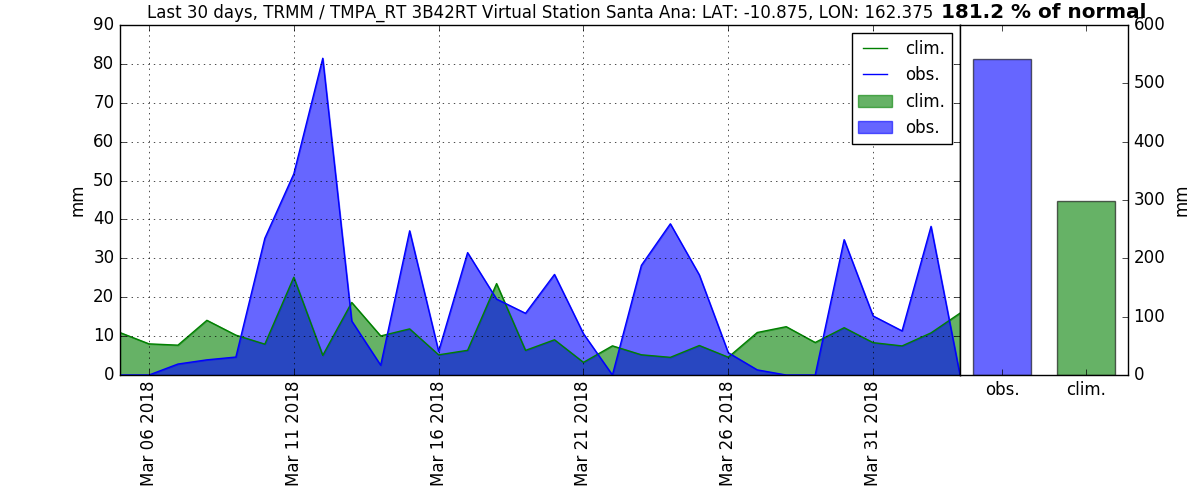 Last 30 days, TRMM / TMPA_RT 3B42RT Virtual Station Santa Ana: LAT: -10.875, LON: 162.375 181.2 % of normal
90
80
70
60
50
40
30
20
10
0
mm
clim.
obs.
clim.
obs.
Mar 06 2018
Mar 11 2018
Mar 16 2018
Mar 21 2018
Mar 26 2018
Mar 31 2018
600
500
400
300
200
100
0
mm
obs. clim.